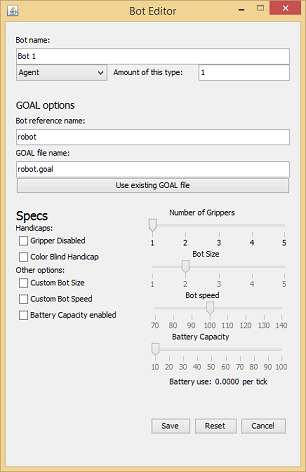 Bot Editor
Bot name:
Bot 1
Agent Amount of this type: 1
GOAL options
Bot reference name:
robot
GOAL file name:
robot.goal
Use existing GOAL file
Specs
Handicaps:
Gripper Disabled
Color Blind Handicap
Other options:
Custom Bot Size
Custom Bot Speed
Battery Capacity enabled
Number of Grippers
1 2 3 4 5
Bot Size
1 2 3 4 5
Bot speed
70 80 90 100 110 120 130 140
Battery Capacity
10 20 30 40 50 60 70 80 90 100
Battery use: 0.0000 per tick
Save Reset Cancel